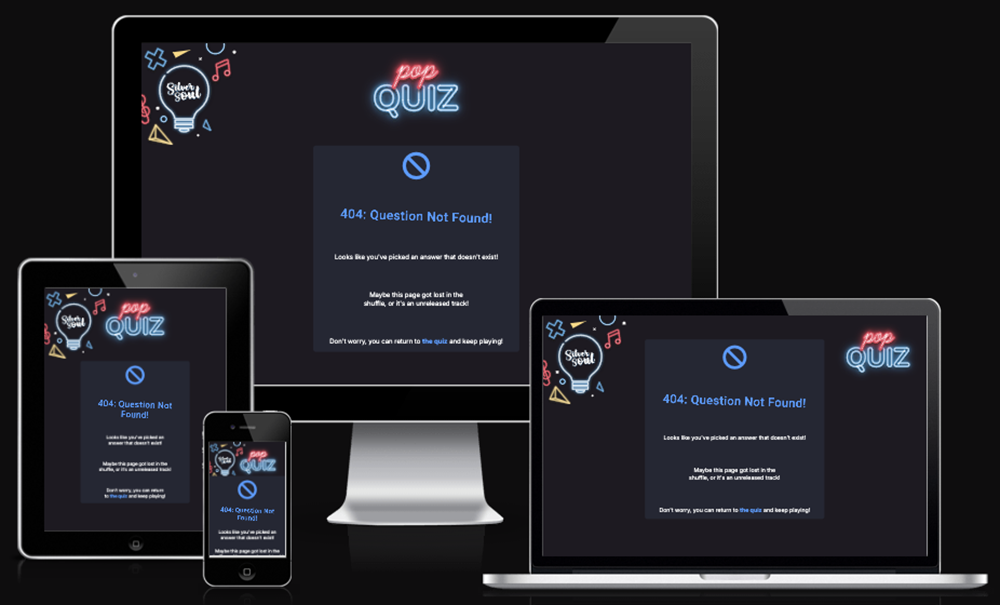 Silver
Soul
pop
QUIZ
404: Question Not Found!
Looks like you've picked an answer that doesn't exist!
Maybe this page got lost in the
shuffle, or it's an unreleased track!
Don't worry, you can return to the quiz and keep playing!
Silver
Soul
pop
QUIZ
404: Question Not
Found!
Looks like you've picked an
answer that doesn't exist!
Maybe this page got lost in the
shuffle, or it's an unreleased track!
Don't worry, you can return
to the quiz and keep playing!
Silver
Soul
pop
QUIZ
404: Question Not
Found!
Looks like you've picked an
answer that doesn't exist!
Maybe this page got lost in the
Silver
Soul
pop
QUIZ
404: Question Not Found!
Looks like you've picked an answer that doesn't exist!
Maybe this page got lost in the
shuffle, or it's an unreleased track!
Don't worry, you can return to the quiz and keep playing!